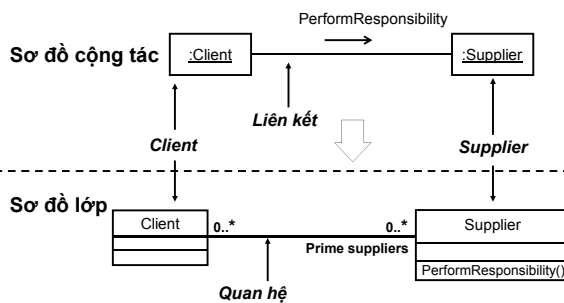 PerformResponsibility
Sơ đồ cộng tác
:Client
:Supplier
Liên kết
Client
Supplier
Sơ đồ lớp
Client
0..*
0..*
Supplier
Prime suppliers
PerformResponsibility()
Quan hệ